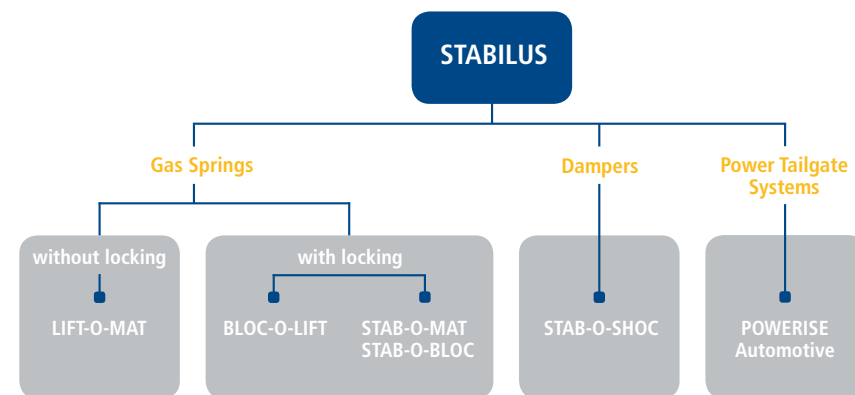 STABILUS
Gas Springs
Dampers
Power Tailgate
Systems
without locking
with locking
LIFT-O-MAT
BLOC-O-LIFT
STAB-O-MAT
STAB-O-BLOC
STAB-O-SHOC
POWERISE
Automotive